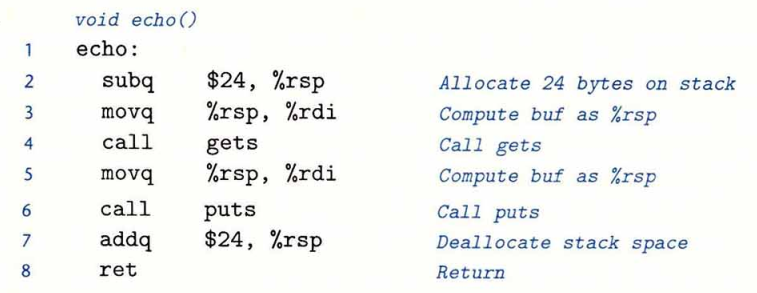 void echo()
1 echo:
2 subq $24, %rsp Allocate 24 bytes on stack
3 movq %rsp, %rdi Compute buf as %rsp
4 call gets Call gets
5 movq %rsp, %rdi Compute buf as %rsp
6 call puts Call puts
7 addq $24, %rsp Deallocate stack space
8 ret Return